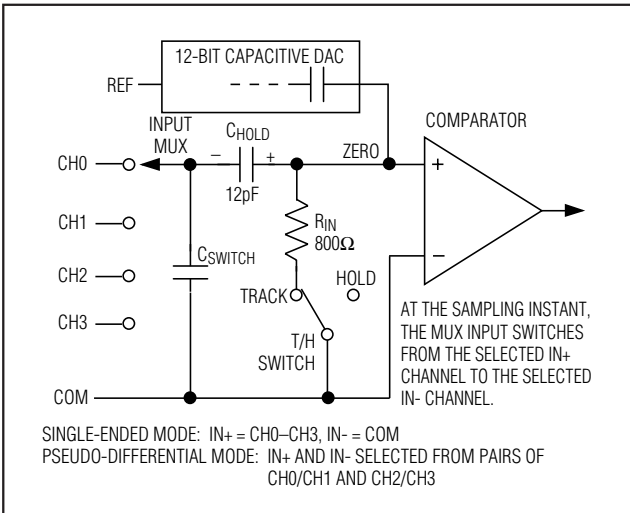 12-BIT CAPACITIVE DAC
REF
COMPARATOR
INPUT
MUX
CHOLD
ZERO
CH0
− +
+
12pF
RIN
800Ω
CH1
CSWITCH
−
HOLD
CH2
TRACK
CH3
T/H
SWITCH
AT THE SAMPLING INSTANT,
THE MUX INPUT SWITCHES
FROM THE SELECTED IN+
CHANNEL TO THE SELECTED
IN- CHANNEL.
COM
SINGLE-ENDED MODE: IN+ = CH0–CH3, IN- = COM
PSEUDO-DIFFERENTIAL MODE: IN+ AND IN- SELECTED FROM PAIRS OF
CH0/CH1 AND CH2/CH3